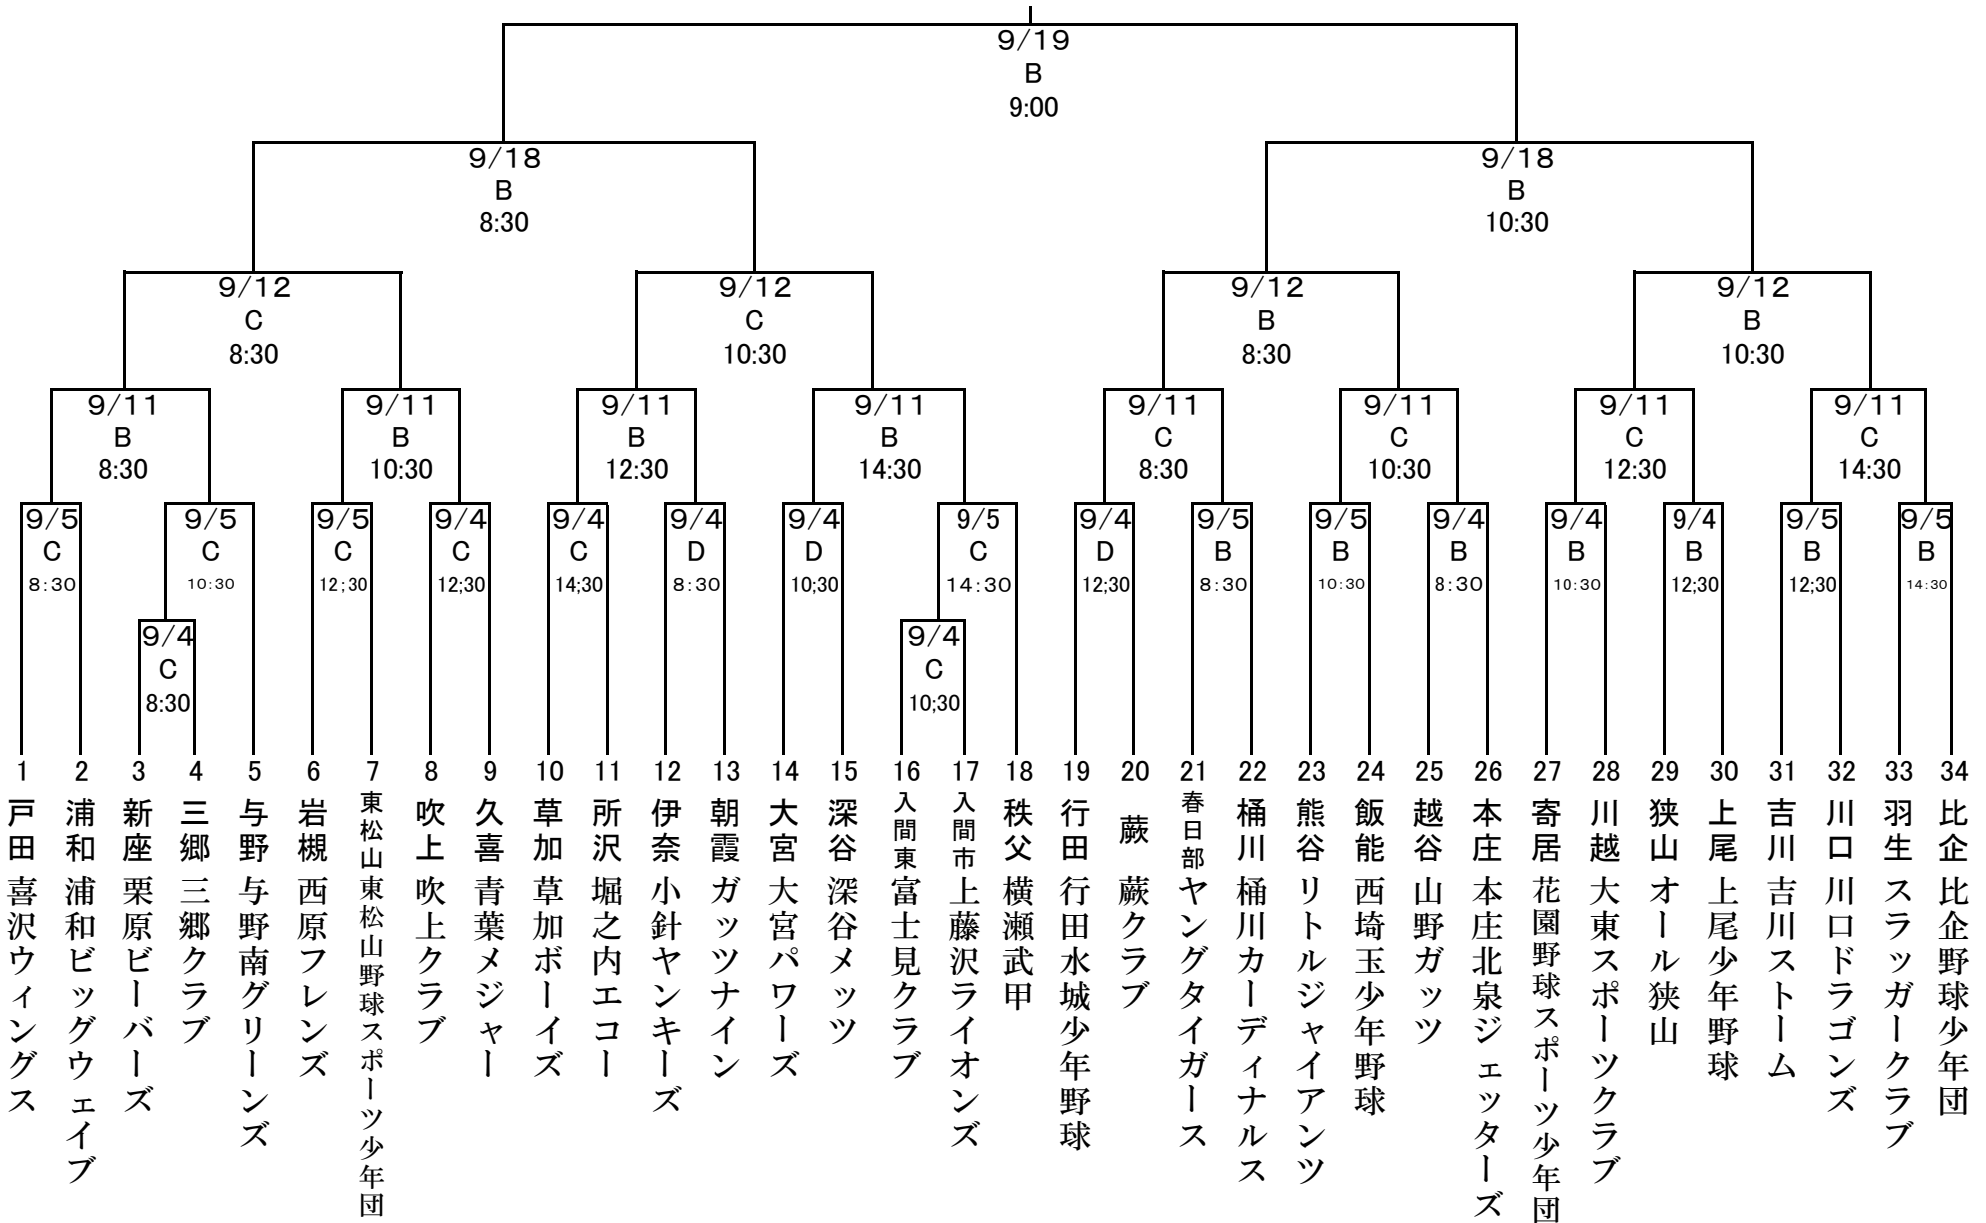 9/19
B
9:00
9/18
B
8:30
9/18
B
10:30
9/12
C
8:30
9/12
C
10:30
9/12
B
8:30
9/12
B
10:30
9/11
B
8:30
9/11
B
10:30
9/11
B
12:30
9/11
B
14:30
9/11
C
8:30
9/11
C
10:30
9/11
C
12:30
9/11
C
14:30
9/5
C
8:30
9/5
C
10:30
9/5
C
12;30
9/4
C
12;30
9/4
C
14;30
9/4
D
8:30
9/4
D
10;30
9/5
C
14:30
9/4
D
12;30
9/5
B
8:30
9/5
B
10:30
9/4
B
8:30
9/4
B
10:30
9/4
B
12;30
9/5
B
12;30
9/5
B
14:30
9/4
C
8:30
9/4
C
10;30
1 戸田 喜沢ウィングス
2 浦和 浦和ビッグウェイブ
3 新座 栗原ビーバーズ
4 三郷 三郷クラブ
5 与野 与野南グリーンズ
6 岩槻 西原フレンズ
7 東松山 東松山野球スポーツ少年団
8 吹上 吹上クラブ
9 久喜 青葉メジャー
10 草加 草加ボーイズ
11 所沢 堀之内エコー
12 伊奈 小針ヤンキーズ
13 朝霞 ガッツナイン
14 大宮 大宮パワーズ
15 深谷 深谷メッツ
16 入間東 富士見クラブ
17 入間市 上藤沢ライオンズ
18 秩父 横瀬武甲
19 行田 行田水城少年野球
20 蕨 蕨クラブ
21 春日部 ヤングタイガース
22 桶川 桶川カーディナルス
23 熊谷 リトルジャイアンツ
24 飯能 西埼玉少年野球
25 越谷 山野ガッツ
26 本庄 本庄北泉ジェッターズ
27 寄居 花園野球スポーツ少年団
28 川越 大東スポーツクラブ
29 狭山 オール狭山
30 上尾 上尾少年野球
31 吉川 吉川ストーム
32 川口 川口ドラゴンズ
33 羽生 スラッガークラブ
34 比企 比企野球少年団